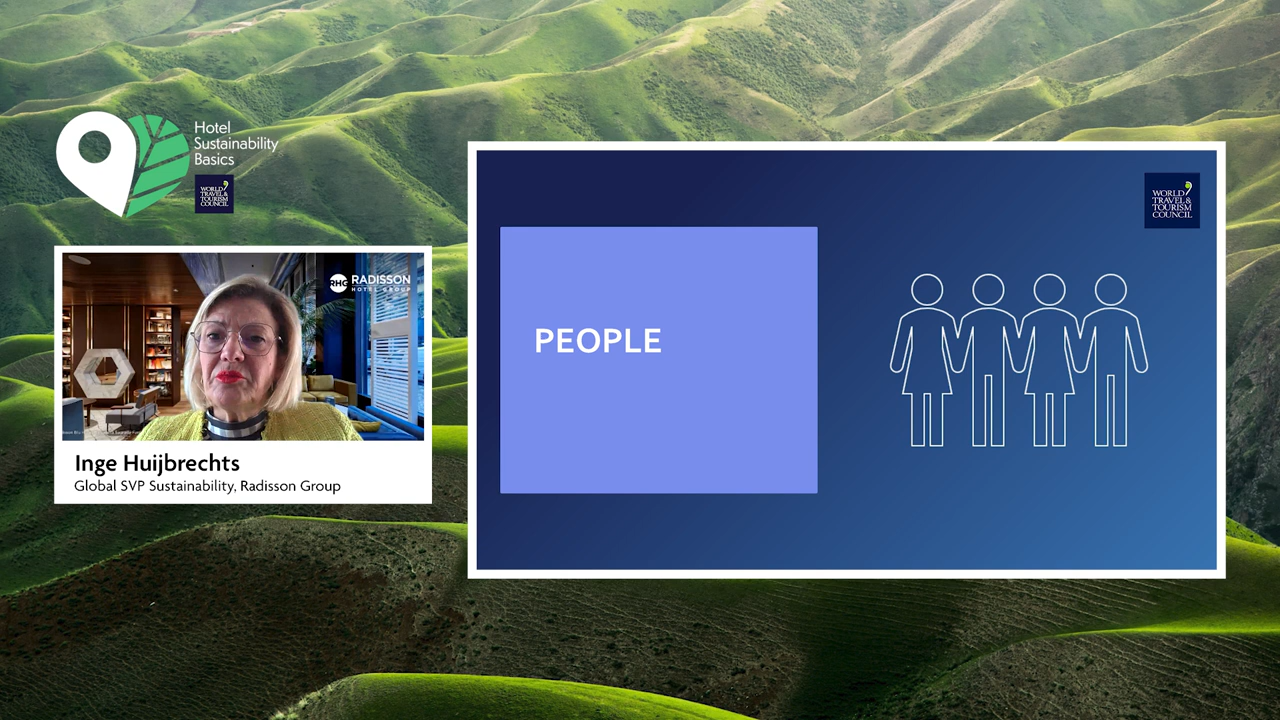 Hotel
Sustainability
Basics
WORLD
TRAVEL&
TOURISM
COUNCIL
RHG RADISSON
HOTEL GROUP
Inge Huijbrechts
Global SVP Sustainability, Radisson Group
PEOPLE
WORLD
TRAVEL&
TOURISM
COUNCIL